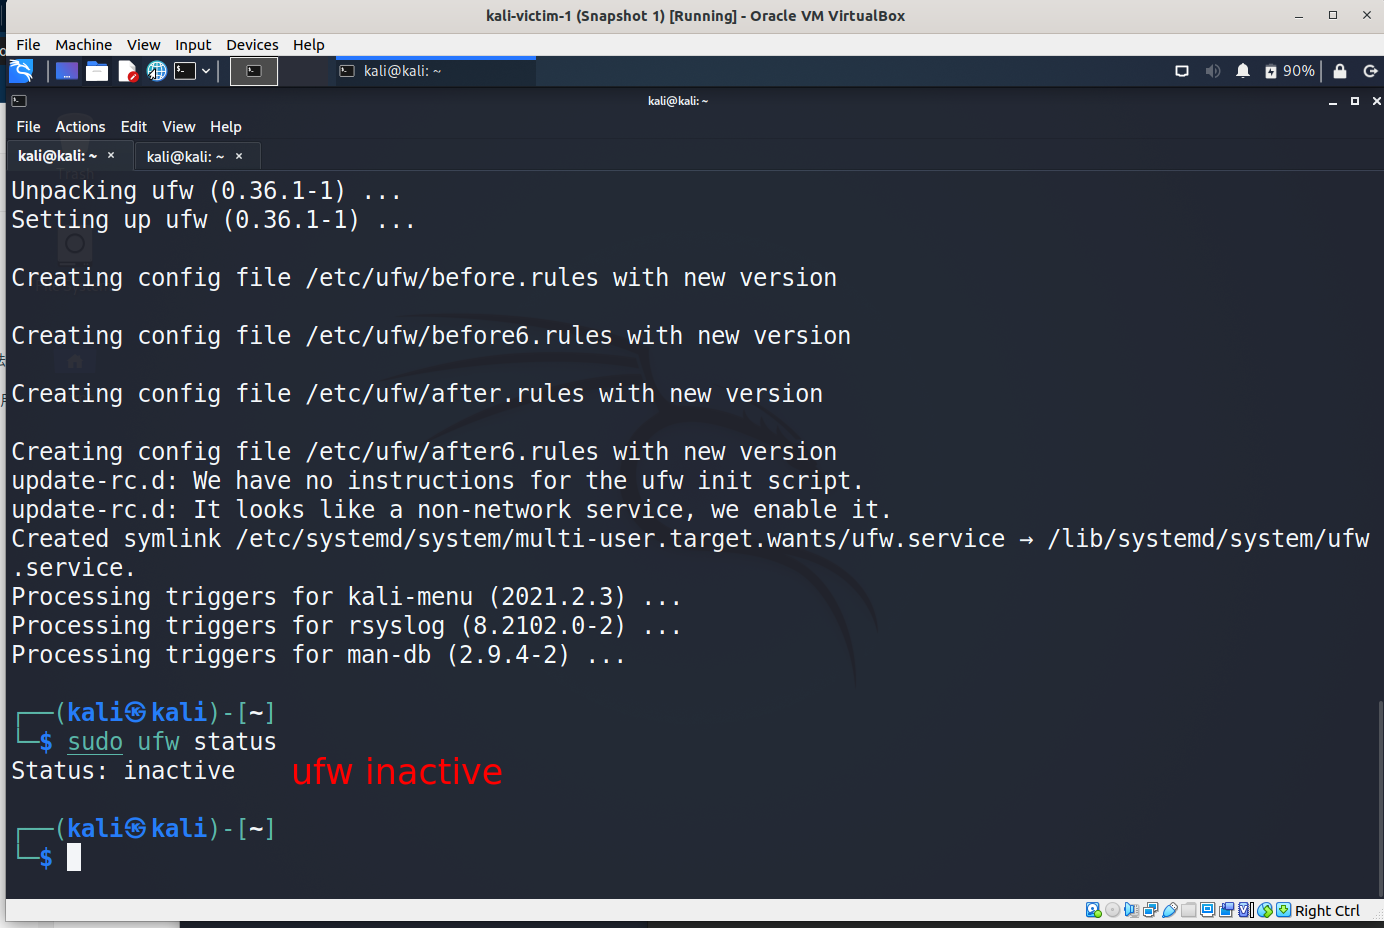 kali-victim-1 (Snapshot 1) [Running] - Oracle VM VirtualBox
File Machine View Input Devices Help
kali@kali: ~
90%
kali@kali: ~
File Actions Edit View Help
kali@kali: ~ × kali@kali: ~ ×
Unpacking ufw (0.36.1-1) ...
Setting up ufw (0.36.1-1) ...
Creating config file /etc/ufw/before.rules with new version
Creating config file /etc/ufw/before6.rules with new version
Creating config file /etc/ufw/after.rules with new version
Creating config file /etc/ufw/after6.rules with new version
update-rc.d: We have no instructions for the ufw init script.
update-rc.d: It looks like a non-network service, we enable it.
Created symlink /etc/systemd/system/multi-user.target.wants/ufw.service → /lib/systemd/system/ufw
.service.
Processing triggers for kali-menu (2021.2.3) ...
Processing triggers for rsyslog (8.2102.0-2) ...
Processing triggers for man-db (2.9.4-2) ...
┌──(kali㉿kali)-[~]
└─$ sudo ufw status
Status: inactive ufw inactive
┌──(kali㉿kali)-[~]
└─$
Right Ctrl